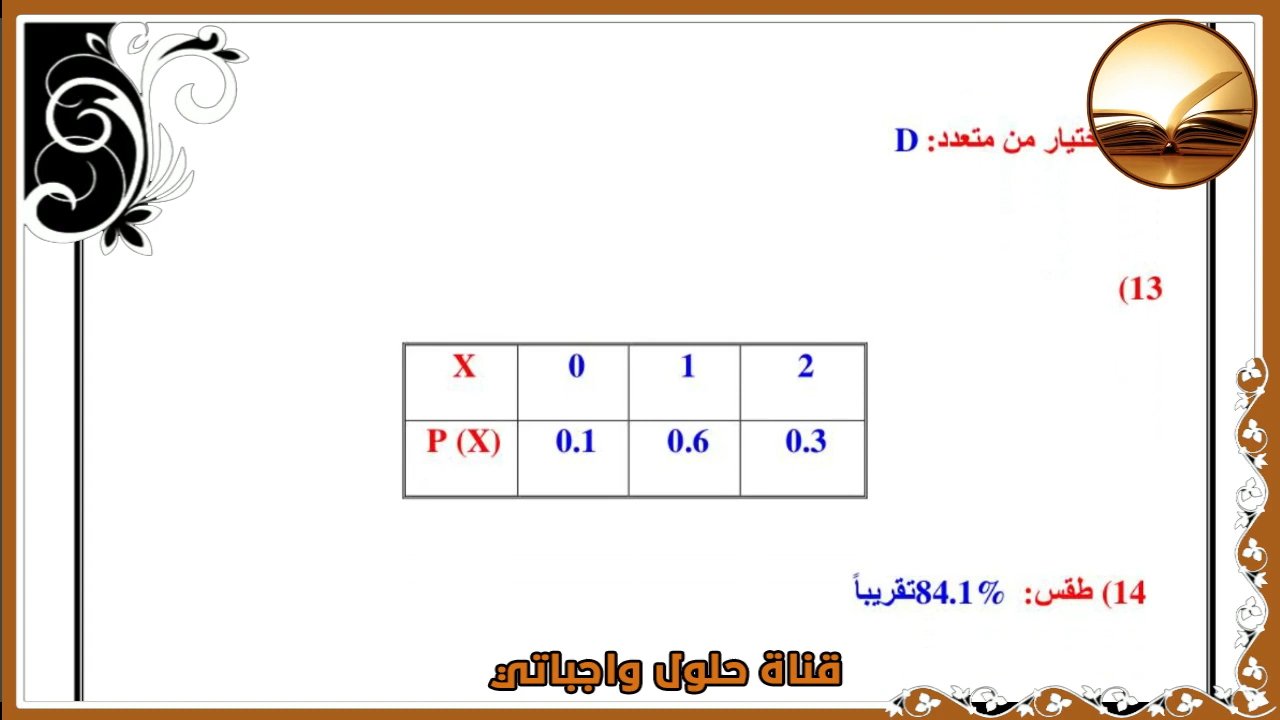 من متعدد: D
13)
X 0 1 2
P (X) 0.1 0.6 0.3
14) طقس: 84.1% تقريباً
قناة حلول واجباتي